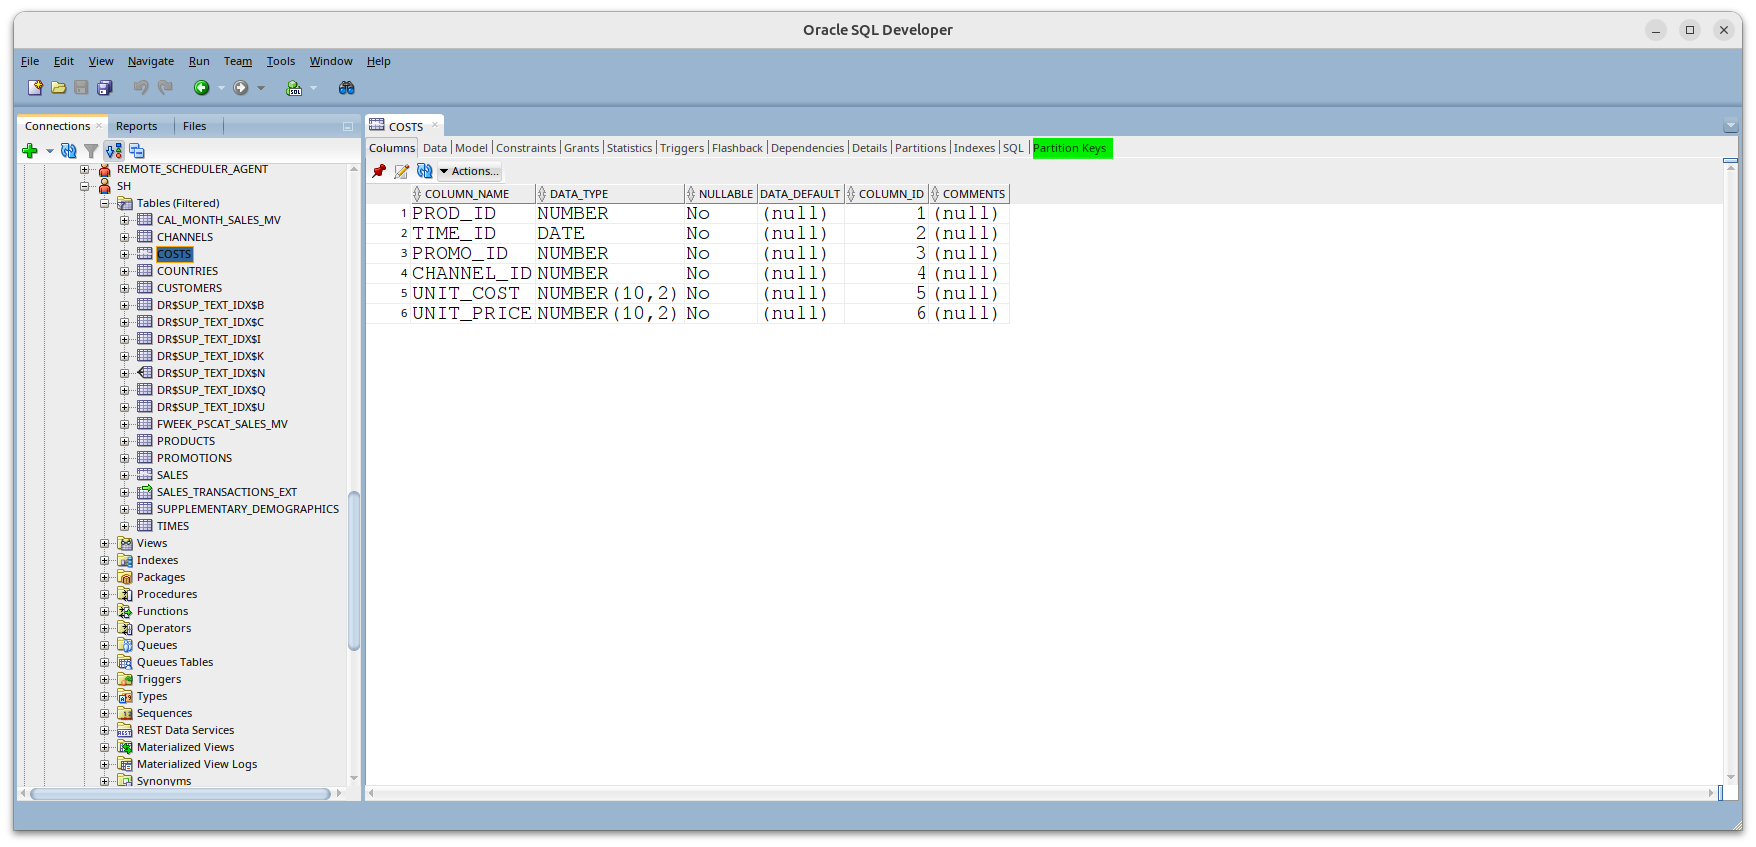 Oracle SQL Developer
File Edit View Navigate Run Team Tools Window Help
Connections Reports Files
REMOTE_SCHEDULER_AGENT
SH
Tables (Filtered)
CAL_MONTH_SALES_MV
CHANNELS
COSTS
COUNTRIES
CUSTOMERS
DR$SUP_TEXT_IDX$B
DR$SUP_TEXT_IDX$C
DR$SUP_TEXT_IDX$I
DR$SUP_TEXT_IDX$K
DR$SUP_TEXT_IDX$N
DR$SUP_TEXT_IDX$Q
DR$SUP_TEXT_IDX$U
FWEEK_PSCAT_SALES_MV
PRODUCTS
PROMOTIONS
SALES
SALES_TRANSACTIONS_EXT
SUPPLEMENTARY_DEMOGRAPHICS
TIMES
Views
Indexes
Packages
Procedures
Functions
Operators
Queues
Queues Tables
Triggers
Types
Sequences
REST Data Services
Materialized Views
Materialized View Logs
Synonyms
COSTS
Columns Data Model Constraints Grants Statistics Triggers Flashback Dependencies Details Partitions Indexes SQL Partition Keys
Actions...
COLUMN_NAME DATA_TYPE NULLABLE DATA_DEFAULT COLUMN_ID COMMENTS
1 PROD_ID NUMBER No (null) 1 (null)
2 TIME_ID DATE No (null) 2 (null)
3 PROMO_ID NUMBER No (null) 3 (null)
4 CHANNEL_ID NUMBER No (null) 4 (null)
5 UNIT_COST NUMBER(10,2) No (null) 5 (null)
6 UNIT_PRICE NUMBER(10,2) No (null) 6 (null)